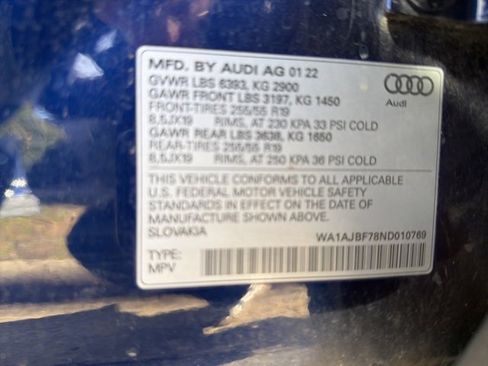 MFD. BY AUDI AG 01 22
GVWR LBS 6393, KG 2900
GAWR FRONT LBS 3197, KG 1450
FRONT-TIRES 255/55 R19
8,5JX19 RIMS, AT 230 KPA 33 PSI COLD
GAWR REAR LBS 3638, KG 1650
REAR-TIRES 255/55 R19
8,5JX19 RIMS, AT 250 KPA 36 PSI COLD
Audi
THIS VEHICLE CONFORMS TO ALL APPLICABLE
U.S. FEDERAL MOTOR VEHICLE SAFETY
STANDARDS IN EFFECT ON THE DATE OF
MANUFACTURE SHOWN ABOVE.
SLOVAKIA
WA1AJBF78ND010769
TYPE:
MPV